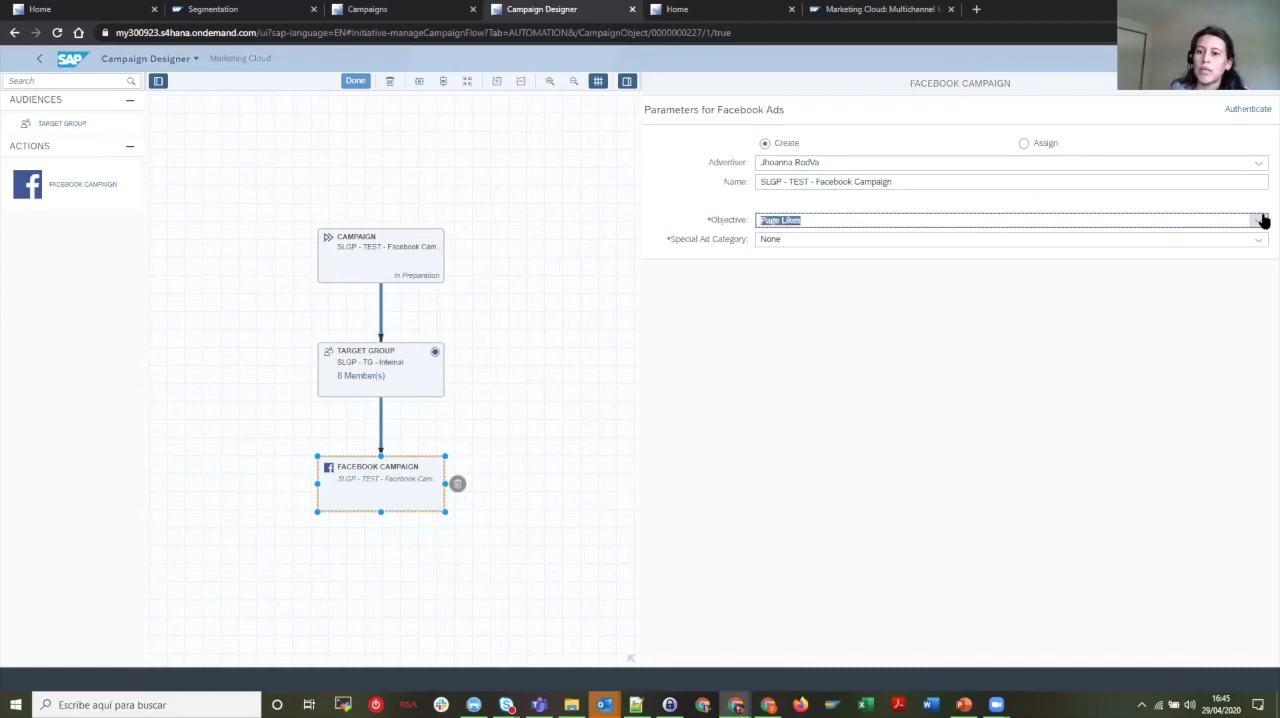 Home
Segmentation
Campaigns
Campaign Designer
Home
Marketing Cloud: Multichannel
my300923.s4hana.ondemand.com/ui?sap-language=EN#Initiative-manageCampaignFlow?Tab=AUTOMATION&/CampaignObject/0000000227/1/true
SAP
Campaign Designer
Marketing Cloud
FACEBOOK CAMPAIGN
Search
Done
AUDIENCES
TARGET GROUP
ACTIONS
FACEBOOK CAMPAIGN
CAMPAIGN
SLGP - TEST - Facebook Cam...
In Preparation
TARGET GROUP
SLGP - TG - Internal
8 Member(s)
FACEBOOK CAMPAIGN
SLGP - TEST - Facebook Cam...
Parameters for Facebook Ads
Authenticate
Create
Assign
Advertiser: Jhoanna RodVa
Name: SLGP - TEST - Facebook Campaign
*Objective: Page Likes
*Special Ad Category: None
Escribe aquí para buscar
RSA
16:45
29/04/2020